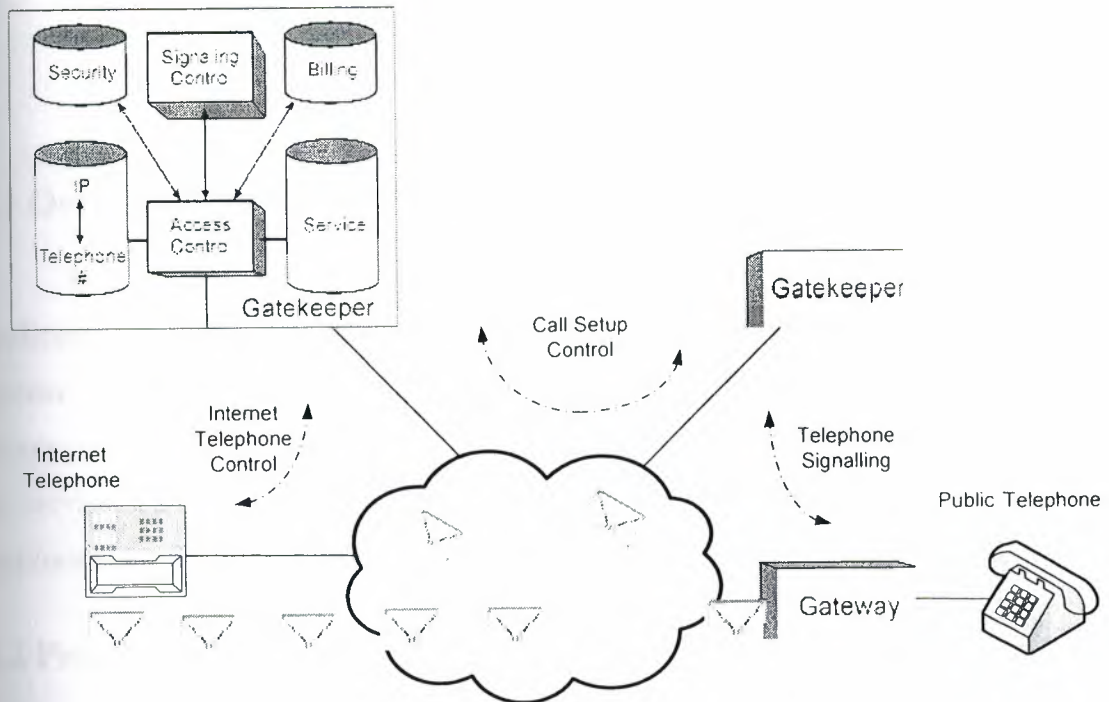 Security
Signaling
Control
Billing
IP
Telephone
#
Access
Control
Service
Gatekeeper
Gatekeeper
Call Setup
Control
Internet
Telephone
Control
Internet
Telephone
Telephone
Signalling
Public Telephone
Gateway